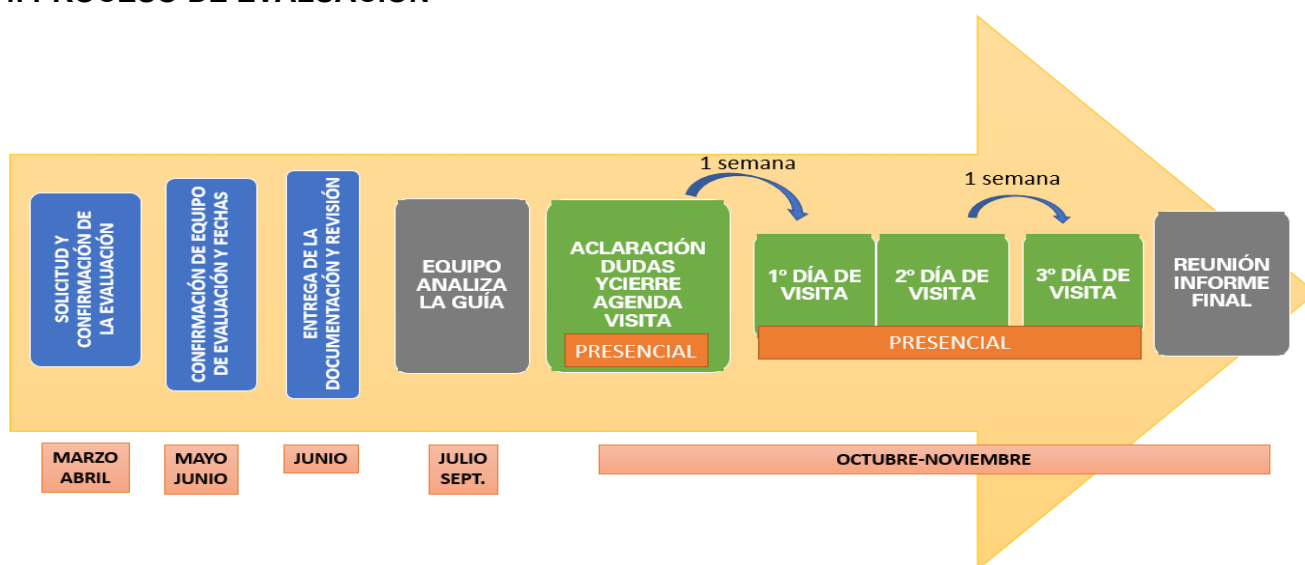 SOLICITUD Y
CONFIRMACIÓN DE
LA EVALUACIÓN
CONFIRMACIÓN DE EQUIPO
DE EVALUACIÓN Y FECHAS
ENTREGA DE LA
DOCUMENTACIÓN Y REVISIÓN
EQUIPO
ANALIZA
LA GUÍA
ACLARACIÓN
DUDAS
YCIERRE
AGENDA
VISITA
PRESENCIAL
1 semana
1º DÍA DE
VISITA
2º DÍA DE
VISITA
1 semana
3º DÍA DE
VISITA
PRESENCIAL
REUNIÓN
INFORME
FINAL
MARZO
ABRIL
MAYO
JUNIO
JUNIO
JULIO
SEPT.
OCTUBRE-NOVIEMBRE